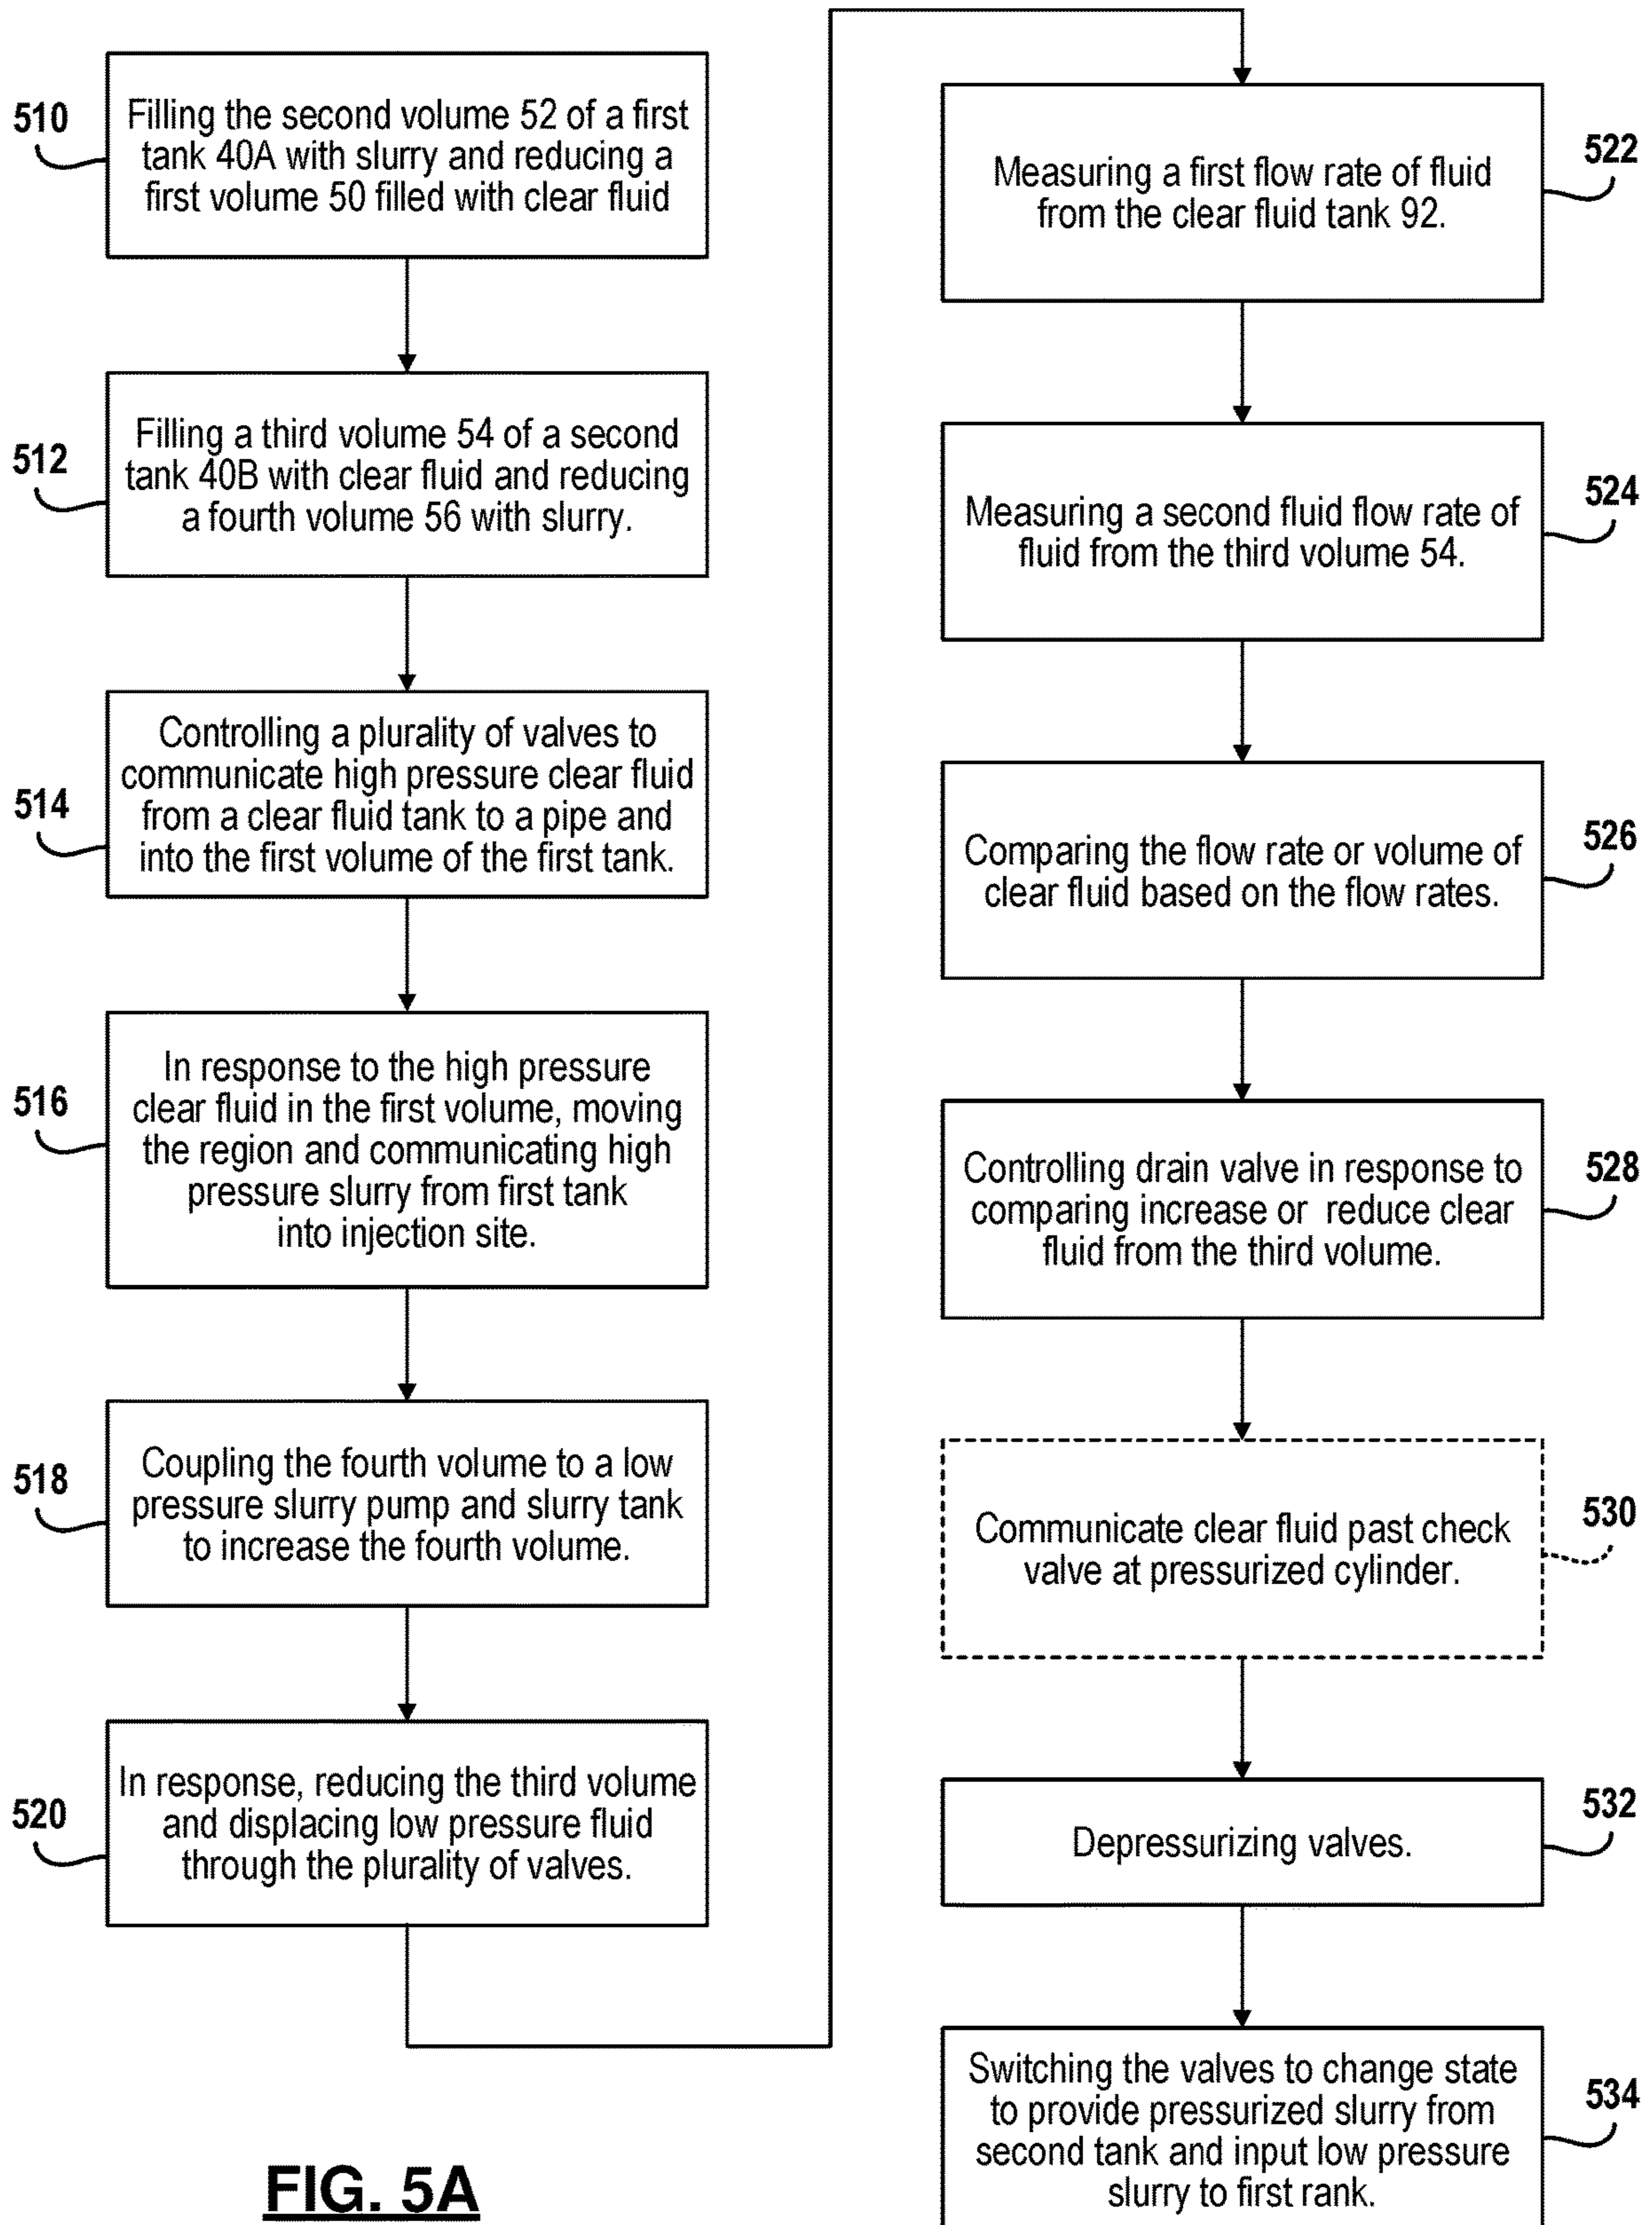 510
Filling the second volume 52 of a first
tank 40A with slurry and reducing a
first volume 50 filled with clear fluid
512
Filling a third volume 54 of a second
tank 40B with clear fluid and reducing
a fourth volume 56 with slurry.
514
Controlling a plurality of valves to
communicate high pressure clear fluid
from a clear fluid tank to a pipe and
into the first volume of the first tank.
516
In response to the high pressure
clear fluid in the first volume, moving
the region and communicating high
pressure slurry from first tank
into injection site.
518
Coupling the fourth volume to a low
pressure slurry pump and slurry tank
to increase the fourth volume.
520
In response, reducing the third volume
and displacing low pressure fluid
through the plurality of valves.
522
Measuring a first flow rate of fluid
from the clear fluid tank 92.
524
Measuring a second fluid flow rate of
fluid from the third volume 54.
526
Comparing the flow rate or volume of
clear fluid based on the flow rates.
528
Controlling drain valve in response to
comparing increase or reduce clear
fluid from the third volume.
530
Communicate clear fluid past check
valve at pressurized cylinder.
532
Depressurizing valves.
534
Switching the valves to change state
to provide pressurized slurry from
second tank and input low pressure
slurry to first rank.
FIG. 5A